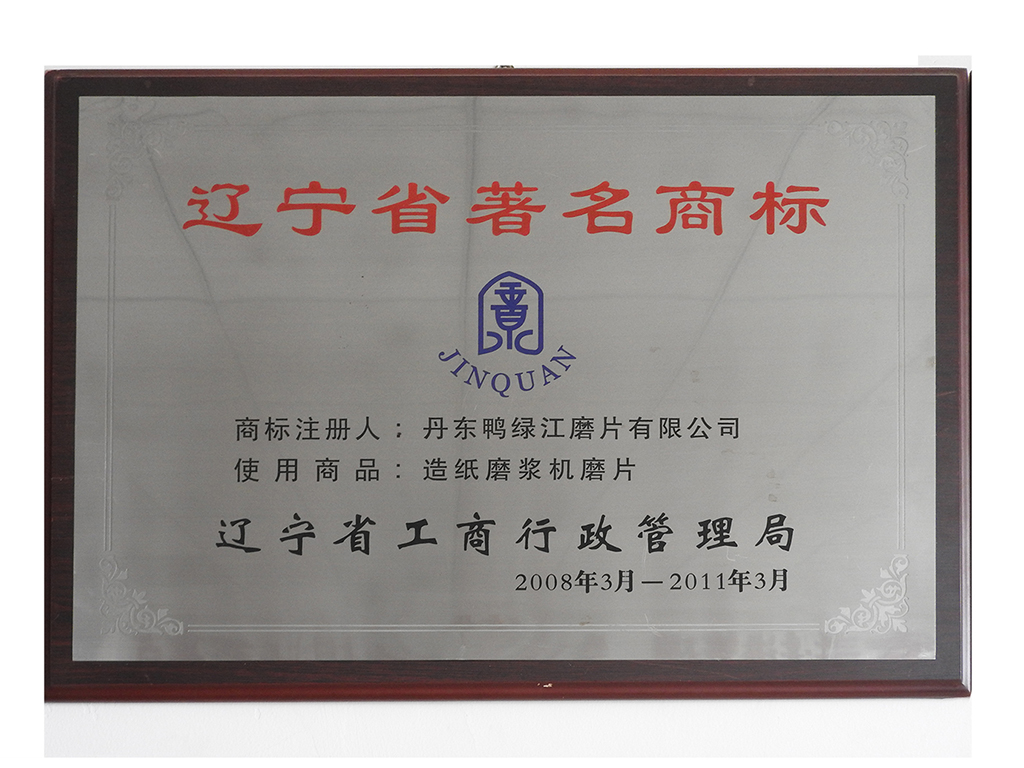 辽宁省著名商标
JINQUAN
商标注册人：丹东鸭绿江磨片有限公司
使用商品：造纸磨浆机磨片
辽宁省工商行政管理局
2008年3月—2011年3月